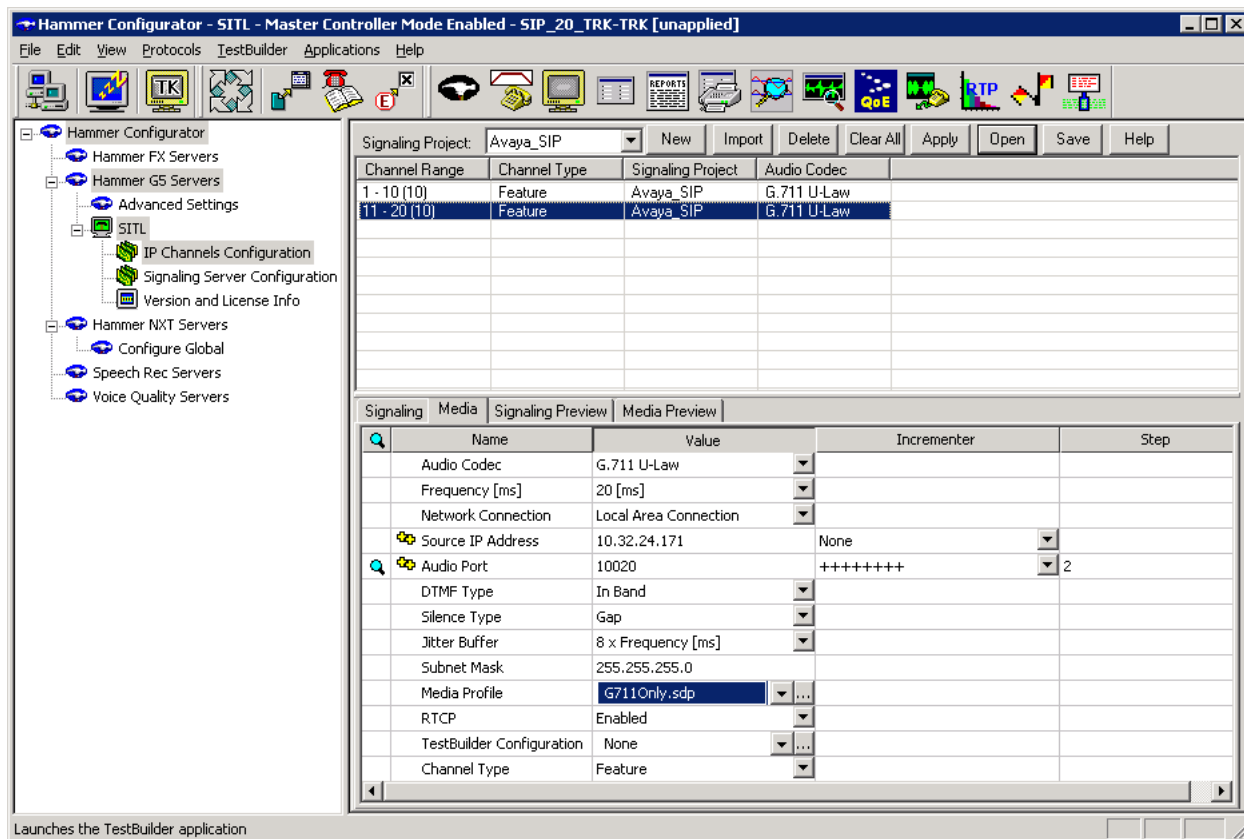 Hammer Configurator - SITL - Master Controller Mode Enabled - SIP_20_TRK-TRK [unapplied]
File Edit View Protocols TestBuilder Applications Help
TK E REPORTS QoE RTP
Hammer Configurator
Hammer FX Servers
Hammer G5 Servers
Advanced Settings
SITL
IP Channels Configuration
Signaling Server Configuration
Version and License Info
Hammer NXT Servers
Configure Global
Speech Rec Servers
Voice Quality Servers
Signaling Project: Avaya_SIP New Import Delete Clear All Apply Open Save Help
Channel Range Channel Type Signaling Project Audio Codec
1 - 10 (10) Feature Avaya_SIP G.711 U-Law
11 - 20 (10) Feature Avaya_SIP G.711 U-Law
Signaling Media Signaling Preview Media Preview
Name Value Incrementer Step
Audio Codec G.711 U-Law
Frequency [ms] 20 [ms]
Network Connection Local Area Connection
Source IP Address 10.32.24.171 None
Audio Port 10020 ++++++++ 2
DTMF Type In Band
Silence Type Gap
Jitter Buffer 8 x Frequency [ms]
Subnet Mask 255.255.255.0
Media Profile G711Only.sdp ...
RTCP Enabled
TestBuilder Configuration None ...
Channel Type Feature
Launches the TestBuilder application